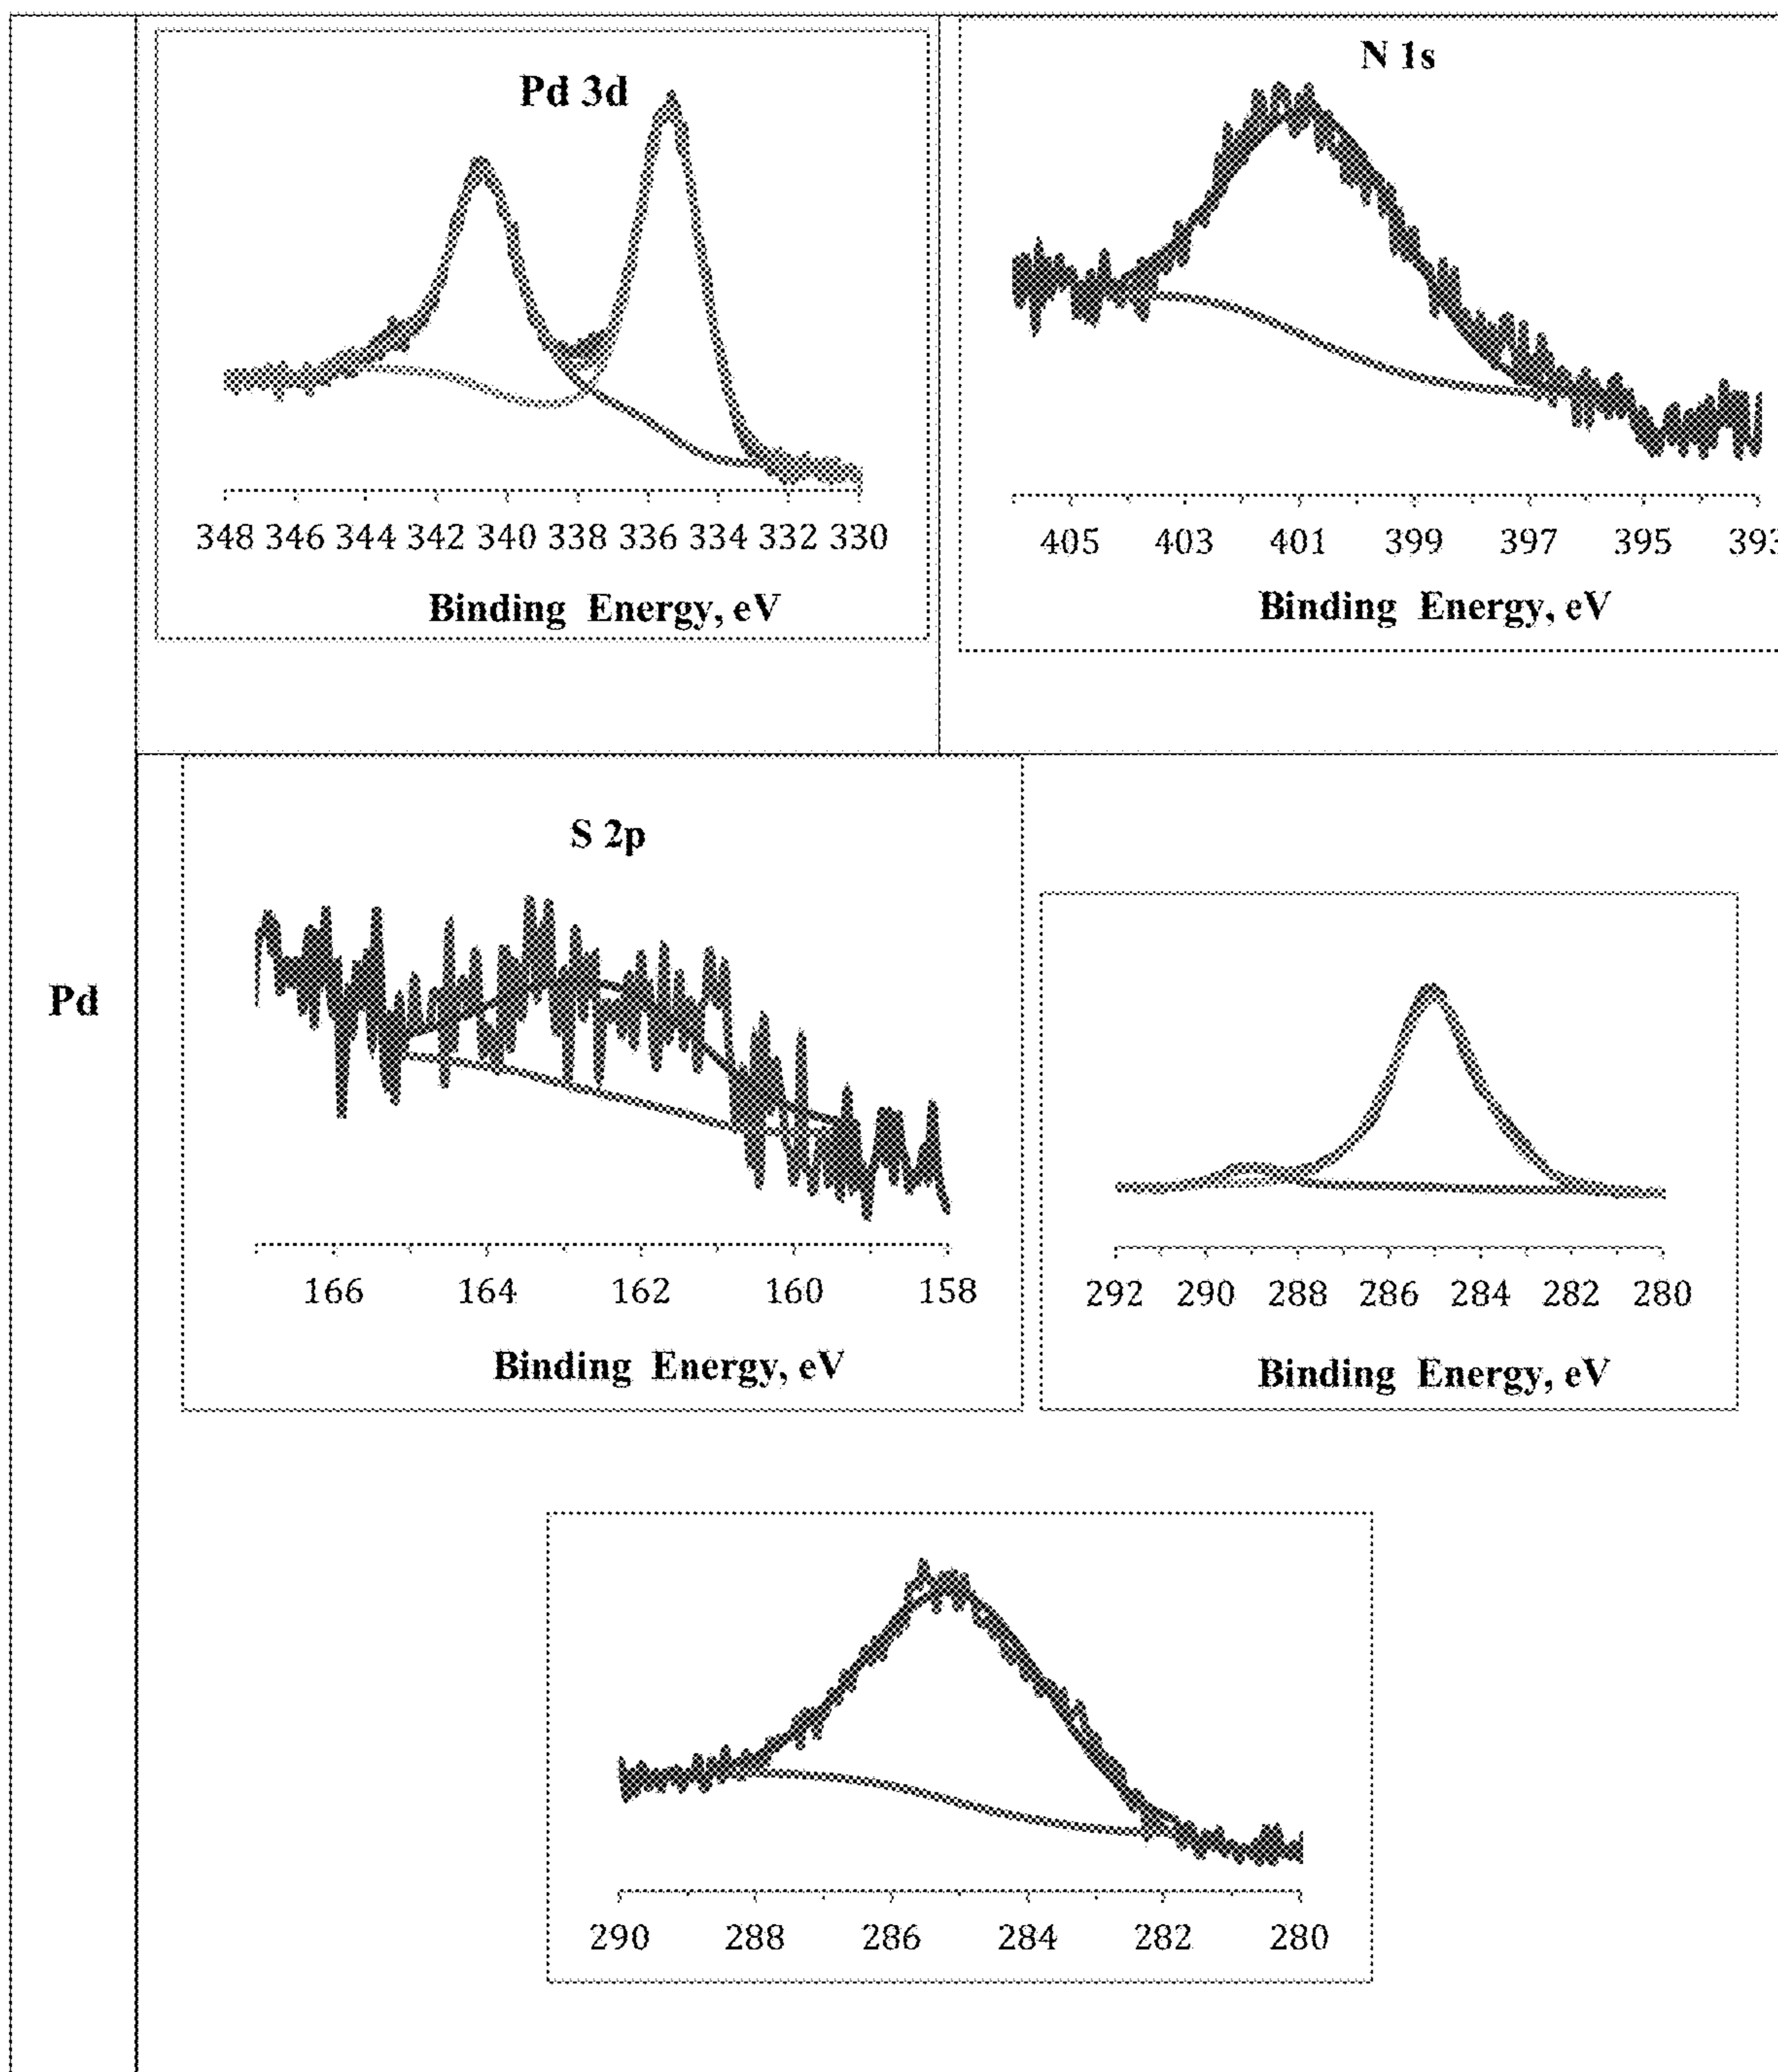 Pd 3d
348 346 344 342 340 338 336 334 332 330
Binding Energy, eV
N 1s
405 403 401 399 397 395 393
Binding Energy, eV
Pd
S 2p
166 164 162 160 158
Binding Energy, eV
292 290 288 286 284 282 280
Binding Energy, eV
290 288 286 284 282 280